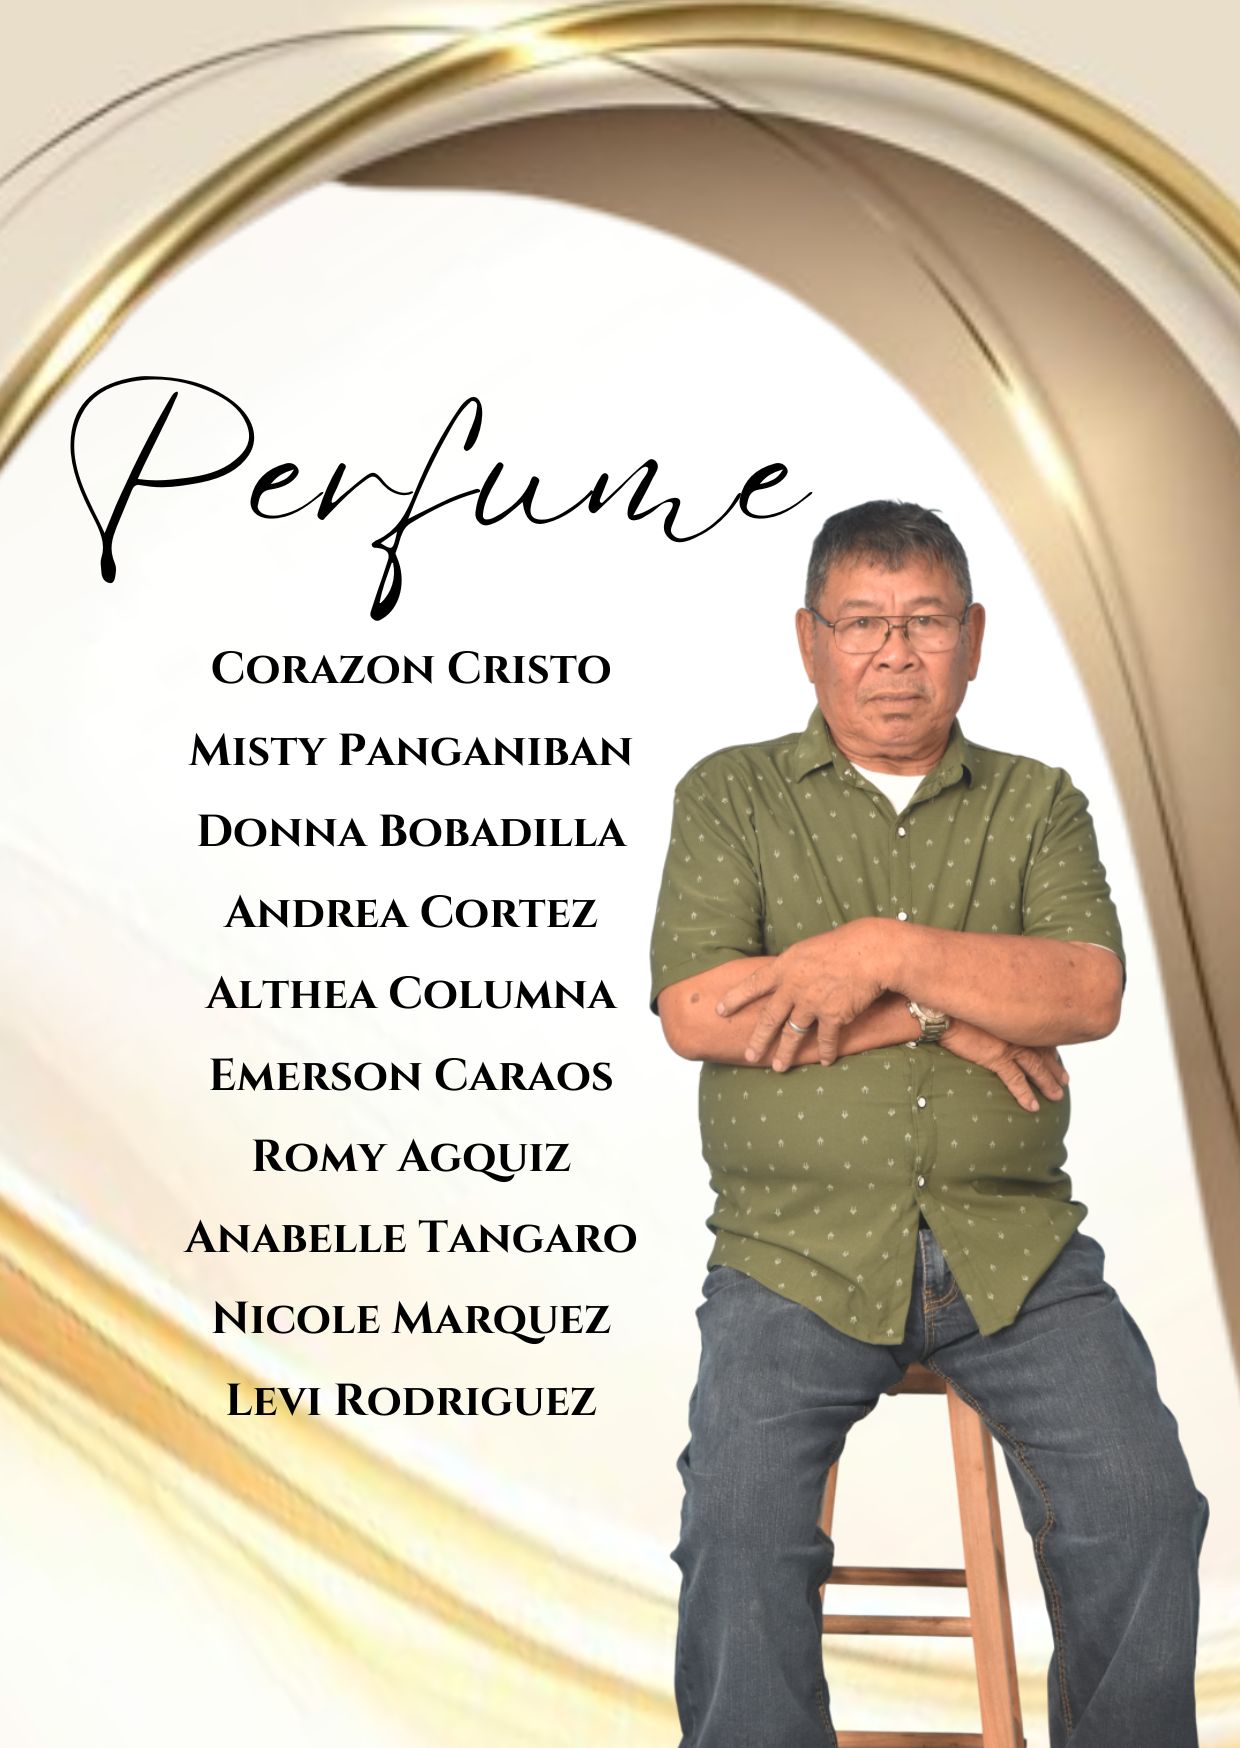 Perfume
Corazon Cristo
Misty Panganiban
Donna Bobadilla
Andrea Cortez
Althea Columna
Emerson Caraos
Romy Agquiz
Anabelle Tangaro
Nicole Marquez
Levi Rodriguez